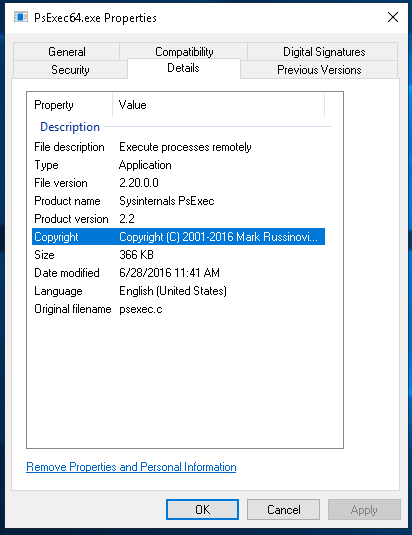 PsExec64.exe Properties
General Compatibility Digital Signatures
Security Details Previous Versions
Property Value
Description
File description Execute processes remotely
Type Application
File version 2.20.0.0
Product name Sysinternals PsExec
Product version 2.2
Copyright Copyright (C) 2001-2016 Mark Russinovi...
Size 366 KB
Date modified 6/28/2016 11:41 AM
Language English (United States)
Original filename psexec.c
Remove Properties and Personal Information
OK Cancel Apply